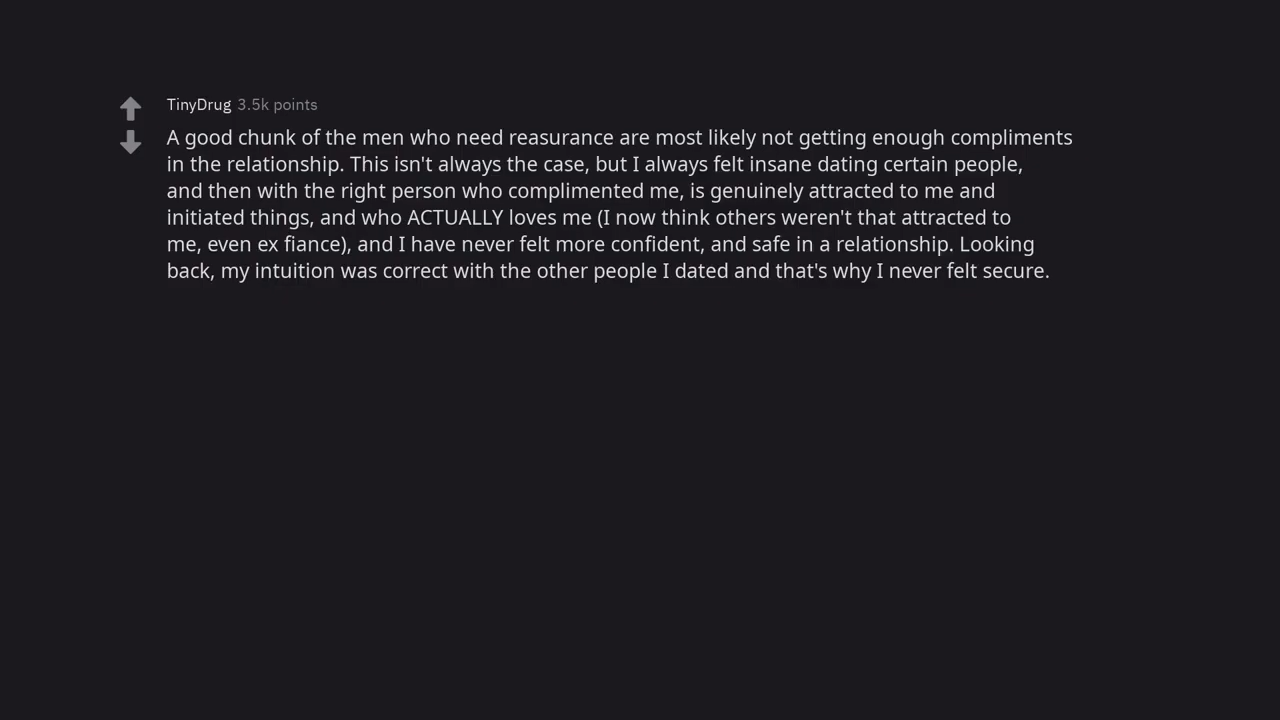 TinyDrug 3.5k points
A good chunk of the men who need reasurance are most likely not getting enough compliments
in the relationship. This isn't always the case, but I always felt insane dating certain people,
and then with the right person who complimented me, is genuinely attracted to me and
initiated things, and who ACTUALLY loves me (I now think others weren't that attracted to
me, even ex fiance), and I have never felt more confident, and safe in a relationship. Looking
back, my intuition was correct with the other people I dated and that's why I never felt secure.